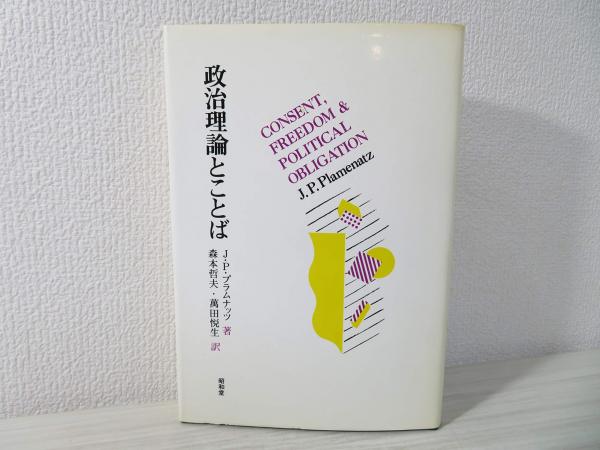 政治理論とことば
CONSENT,
FREEDOM &
POLITICAL
OBLIGATION
J.P.Plamenatz
J・P・プラムナッツ 著
森本哲夫・萬田悦生 訳
昭和堂